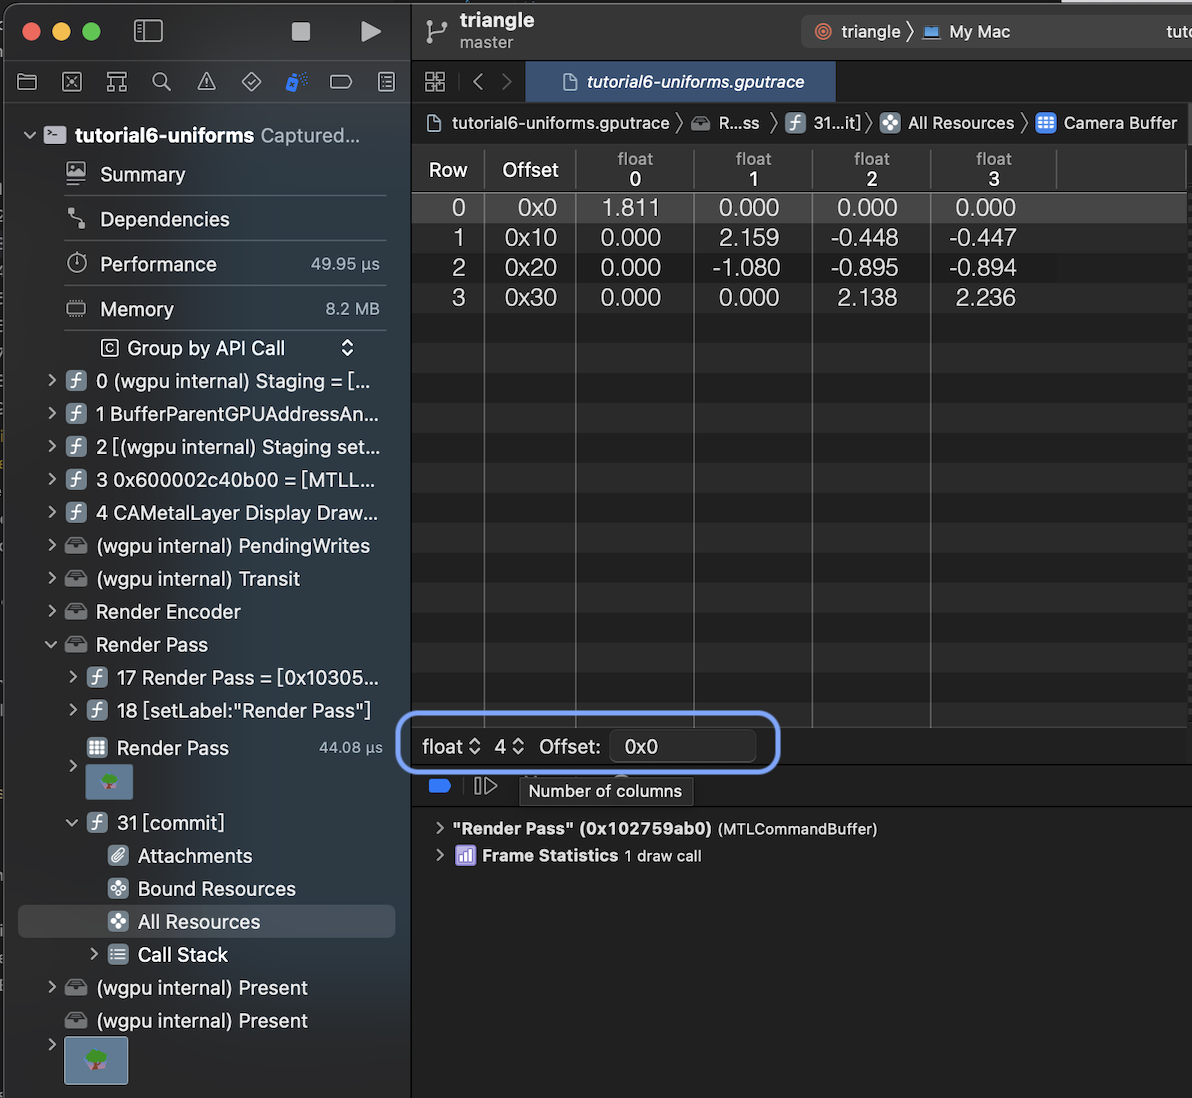 triangle
master
triangle
My Mac
tuto
tutorial6-uniforms.gputrace
tutorial6-uniforms.gputrace
R...ss
31...it]
All Resources
Camera Buffer
tutorial6-uniforms Captured...
Summary
Dependencies
Performance 49.95 µs
Memory 8.2 MB
Group by API Call
0 (wgpu internal) Staging = [...
1 BufferParentGPUAddressAn...
2 [(wgpu internal) Staging set...
3 0x600002c40b00 = [MTLL...
4 CAMetalLayer Display Draw...
(wgpu internal) PendingWrites
(wgpu internal) Transit
Render Encoder
Render Pass
17 Render Pass = [0x10305...
18 [setLabel:"Render Pass"]
Render Pass 44.08 µs
31 [commit]
Attachments
Bound Resources
All Resources
Call Stack
(wgpu internal) Present
(wgpu internal) Present
Row Offset float 0 float 1 float 2 float 3
0 0x0 1.811 0.000 0.000 0.000
1 0x10 0.000 2.159 -0.448 -0.447
2 0x20 0.000 -1.080 -0.895 -0.894
3 0x30 0.000 0.000 2.138 2.236
float 4 Offset: 0x0
Number of columns
"Render Pass" (0x102759ab0) (MTLCommandBuffer)
Frame Statistics 1 draw call